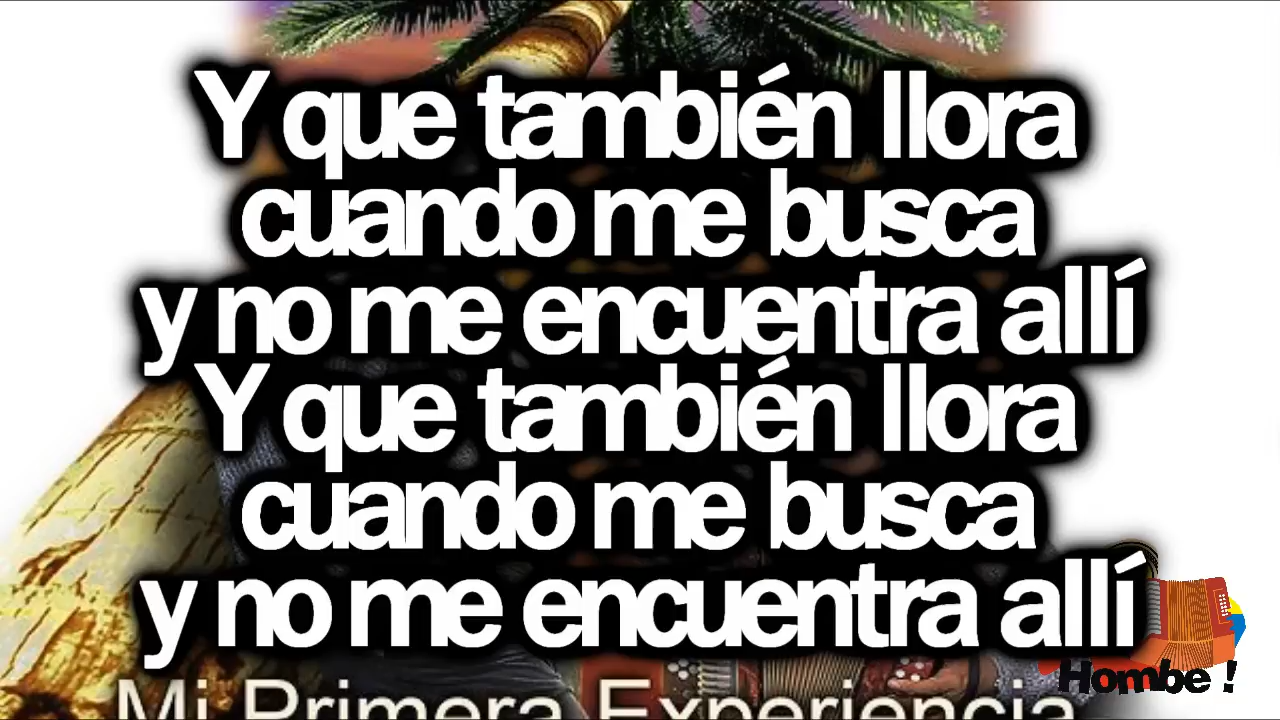 Y que también llora
cuando me busca
y no me encuentra allí
Y que también llora
cuando me busca
y no me encuentra allí
Hombe !
Mi Primera Experiencia